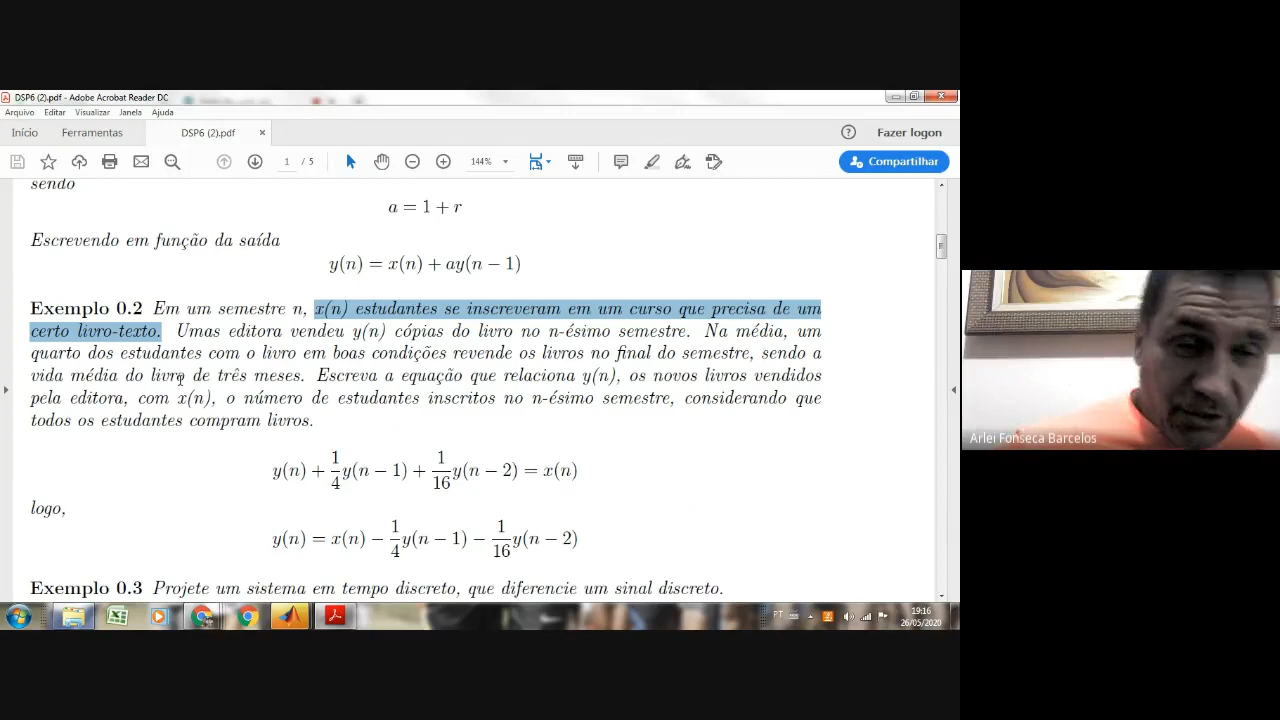 DSP6 (2).pdf - Adobe Acrobat Reader DC
Arquivo Editar Visualizar Janela Ajuda
Início Ferramentas DSP6 (2).pdf × ? Fazer logon
1 / 5 144% Compartilhar
sendo
a = 1 + r
Escrevendo em função da saída
y(n) = x(n) + ay(n − 1)
Exemplo 0.2 Em um semestre n, x(n) estudantes se inscreveram em um curso que precisa de um
certo livro-texto. Umas editora vendeu y(n) cópias do livro no n-ésimo semestre. Na média, um
quarto dos estudantes com o livro em boas condições revende os livros no final do semestre, sendo a
vida média do livro de três meses. Escreva a equação que relaciona y(n), os novos livros vendidos
pela editora, com x(n), o número de estudantes inscritos no n-ésimo semestre, considerando que
todos os estudantes compram livros.
y(n) + 1/4 y(n − 1) + 1/16 y(n − 2) = x(n)
logo,
y(n) = x(n) − 1/4 y(n − 1) − 1/16 y(n − 2)
Exemplo 0.3 Projete um sistema em tempo discreto, que diferencie um sinal discreto.
PT 19:16
26/05/2020
Arlei Fonseca Barcelos